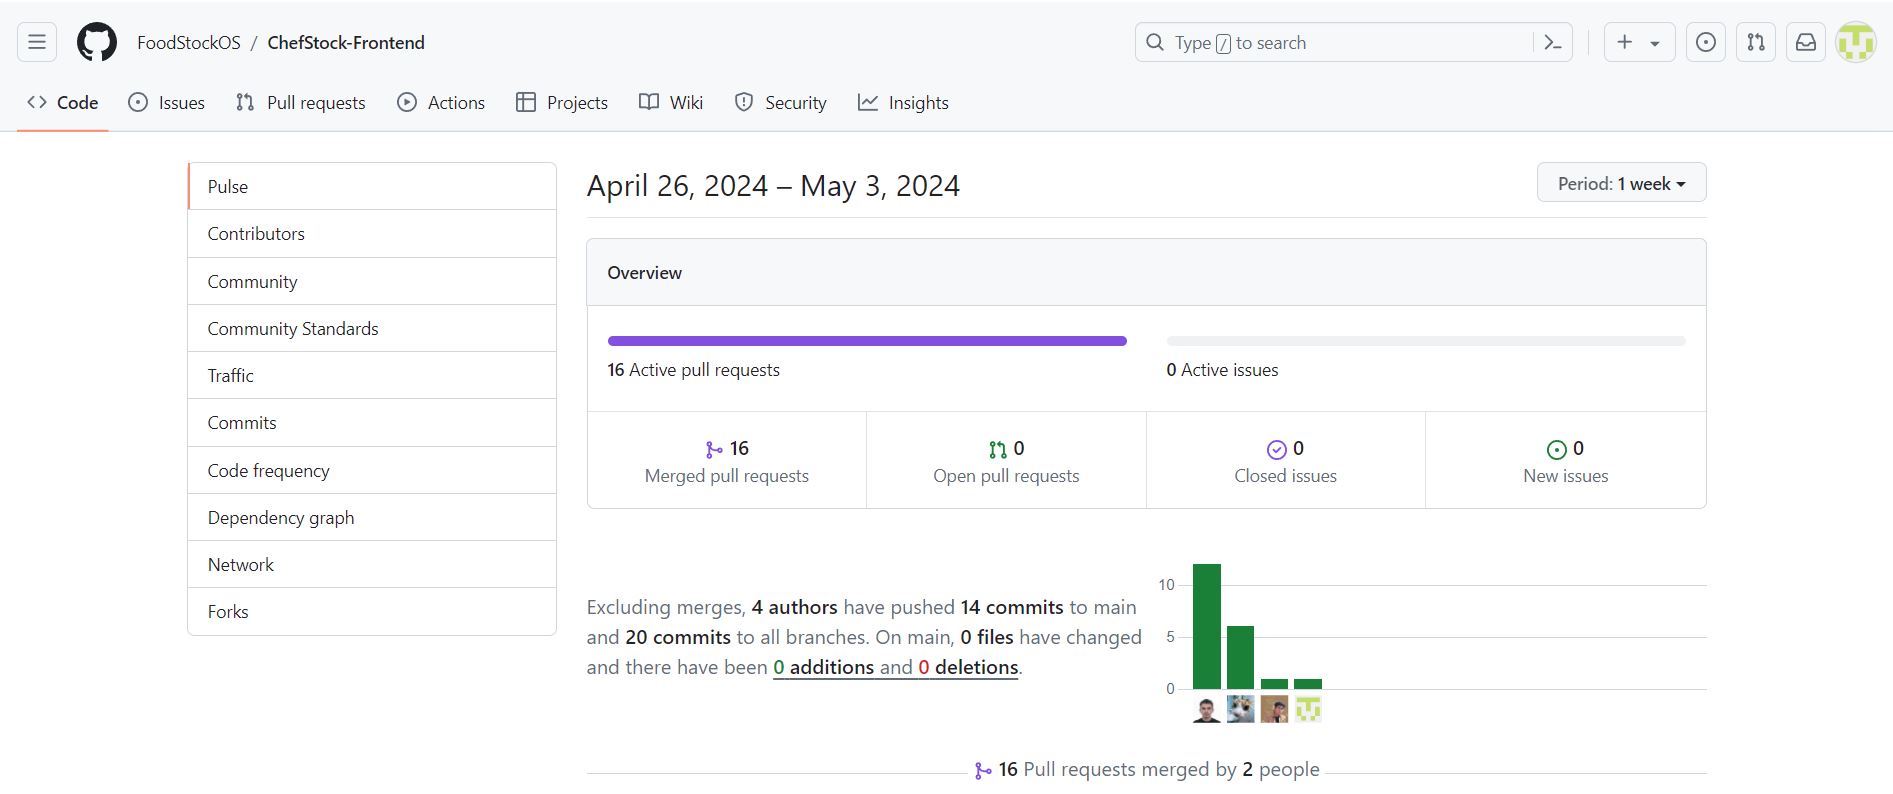 FoodStockOS / ChefStock-Frontend
Type / to search
Code Issues Pull requests Actions Projects Wiki Security Insights
Pulse
Contributors
Community
Community Standards
Traffic
Commits
Code frequency
Dependency graph
Network
Forks
April 26, 2024 – May 3, 2024
Period: 1 week
Overview
16 Active pull requests
0 Active issues
16
Merged pull requests
0
Open pull requests
0
Closed issues
0
New issues
Excluding merges, 4 authors have pushed 14 commits to main
and 20 commits to all branches. On main, 0 files have changed
and there have been 0 additions and 0 deletions.
10
5
0
16 Pull requests merged by 2 people